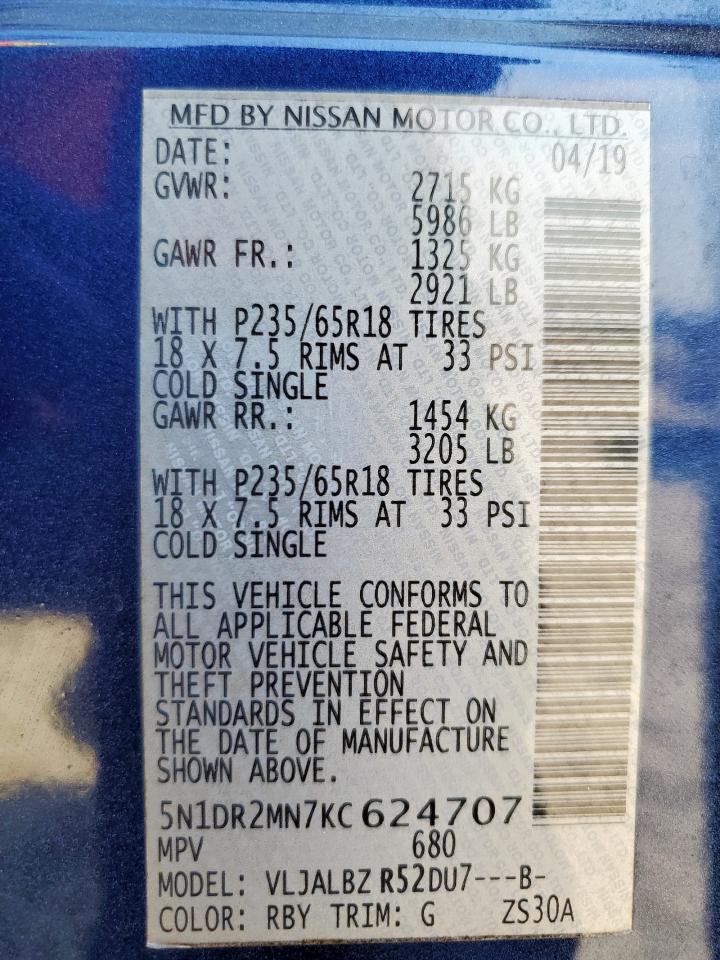 MFD BY NISSAN MOTOR CO., LTD.
DATE: 04/19
GVWR: 2715 KG
5986 LB
GAWR FR.: 1325 KG
2921 LB
WITH P235/65R18 TIRES
18 X 7.5 RIMS AT 33 PSI
COLD SINGLE
GAWR RR.: 1454 KG
3205 LB
WITH P235/65R18 TIRES
18 X 7.5 RIMS AT 33 PSI
COLD SINGLE
THIS VEHICLE CONFORMS TO
ALL APPLICABLE FEDERAL
MOTOR VEHICLE SAFETY AND
THEFT PREVENTION
STANDARDS IN EFFECT ON
THE DATE OF MANUFACTURE
SHOWN ABOVE.
5N1DR2MN7KC624707
MPV 680
MODEL: VLJALBZ R52DU7---B-
COLOR: RBY TRIM: G ZS30A